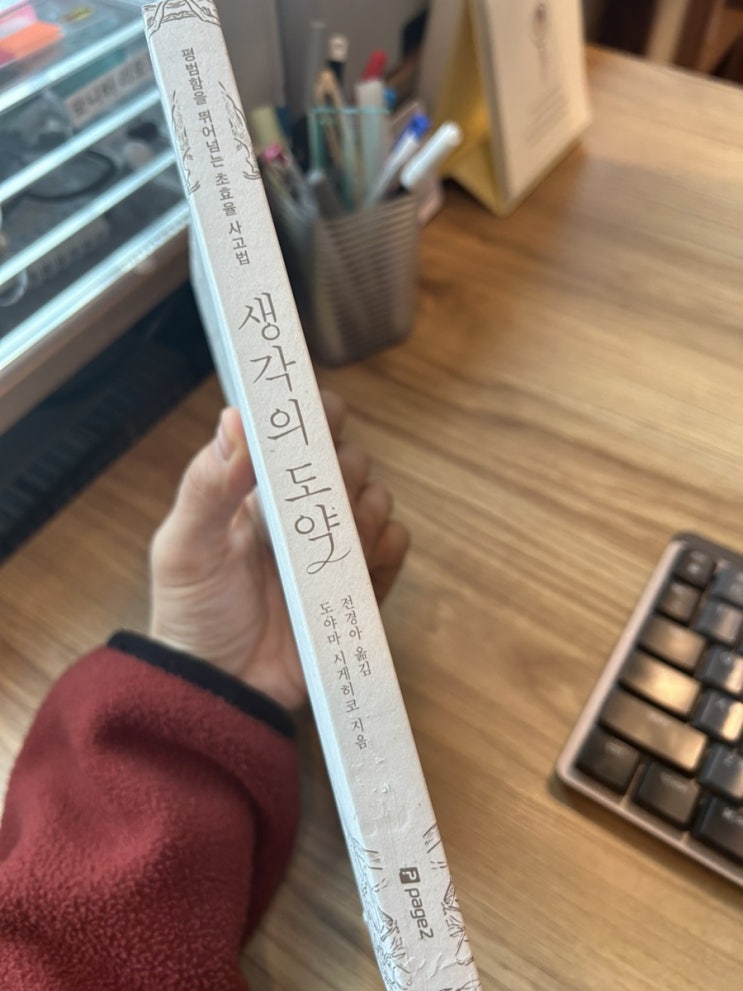 평범함을 뛰어넘는 초효율 사고법
생각의 도약
도야마 시게히코 지음
전경아 옮김
page2